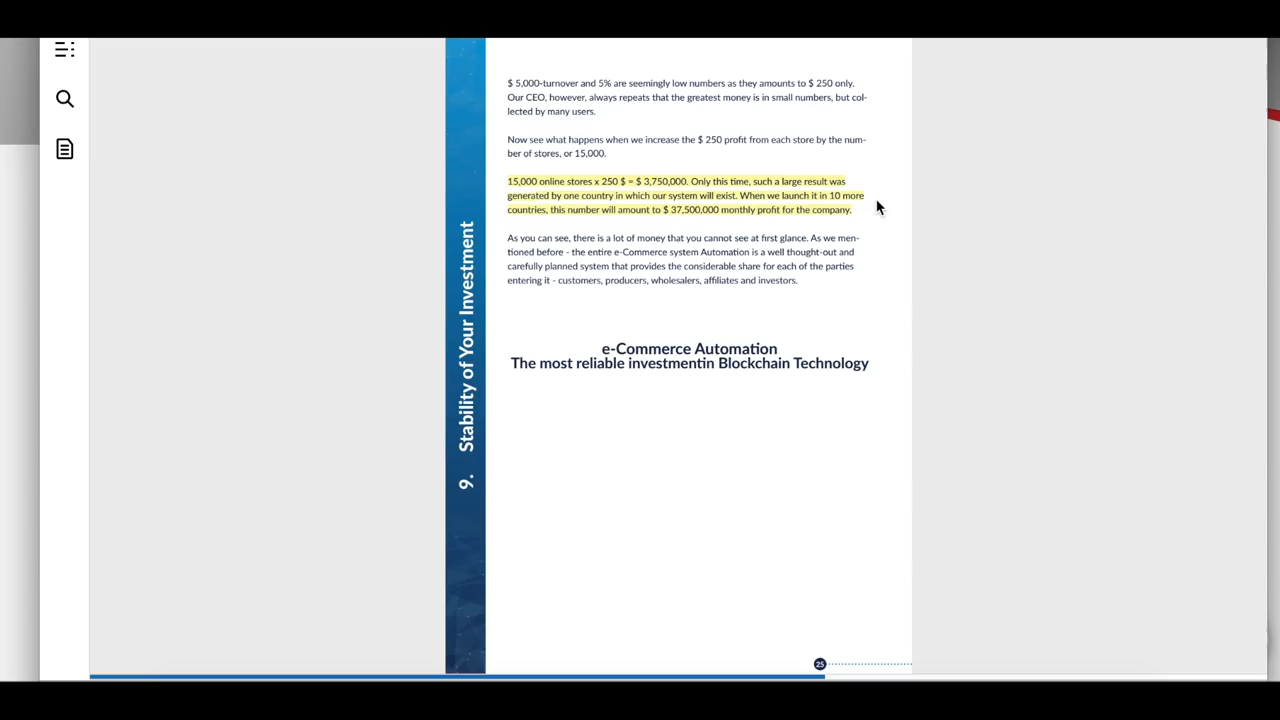 $ 5,000-turnover and 5% are seemingly low numbers as they amounts to $ 250 only.
Our CEO, however, always repeats that the greatest money is in small numbers, but col-
lected by many users.
Now see what happens when we increase the $ 250 profit from each store by the num-
ber of stores, or 15,000.
15,000 online stores x 250 $ = $ 3,750,000. Only this time, such a large result was
generated by one country in which our system will exist. When we launch it in 10 more
countries, this number will amount to $ 37,500,000 monthly profit for the company.
As you can see, there is a lot of money that you cannot see at first glance. As we men-
tioned before - the entire e-Commerce system Automation is a well thought-out and
carefully planned system that provides the considerable share for each of the parties
entering it - customers, producers, wholesalers, affiliates and investors.
e-Commerce Automation
The most reliable investmentin Blockchain Technology
9. Stability of Your Investment
25